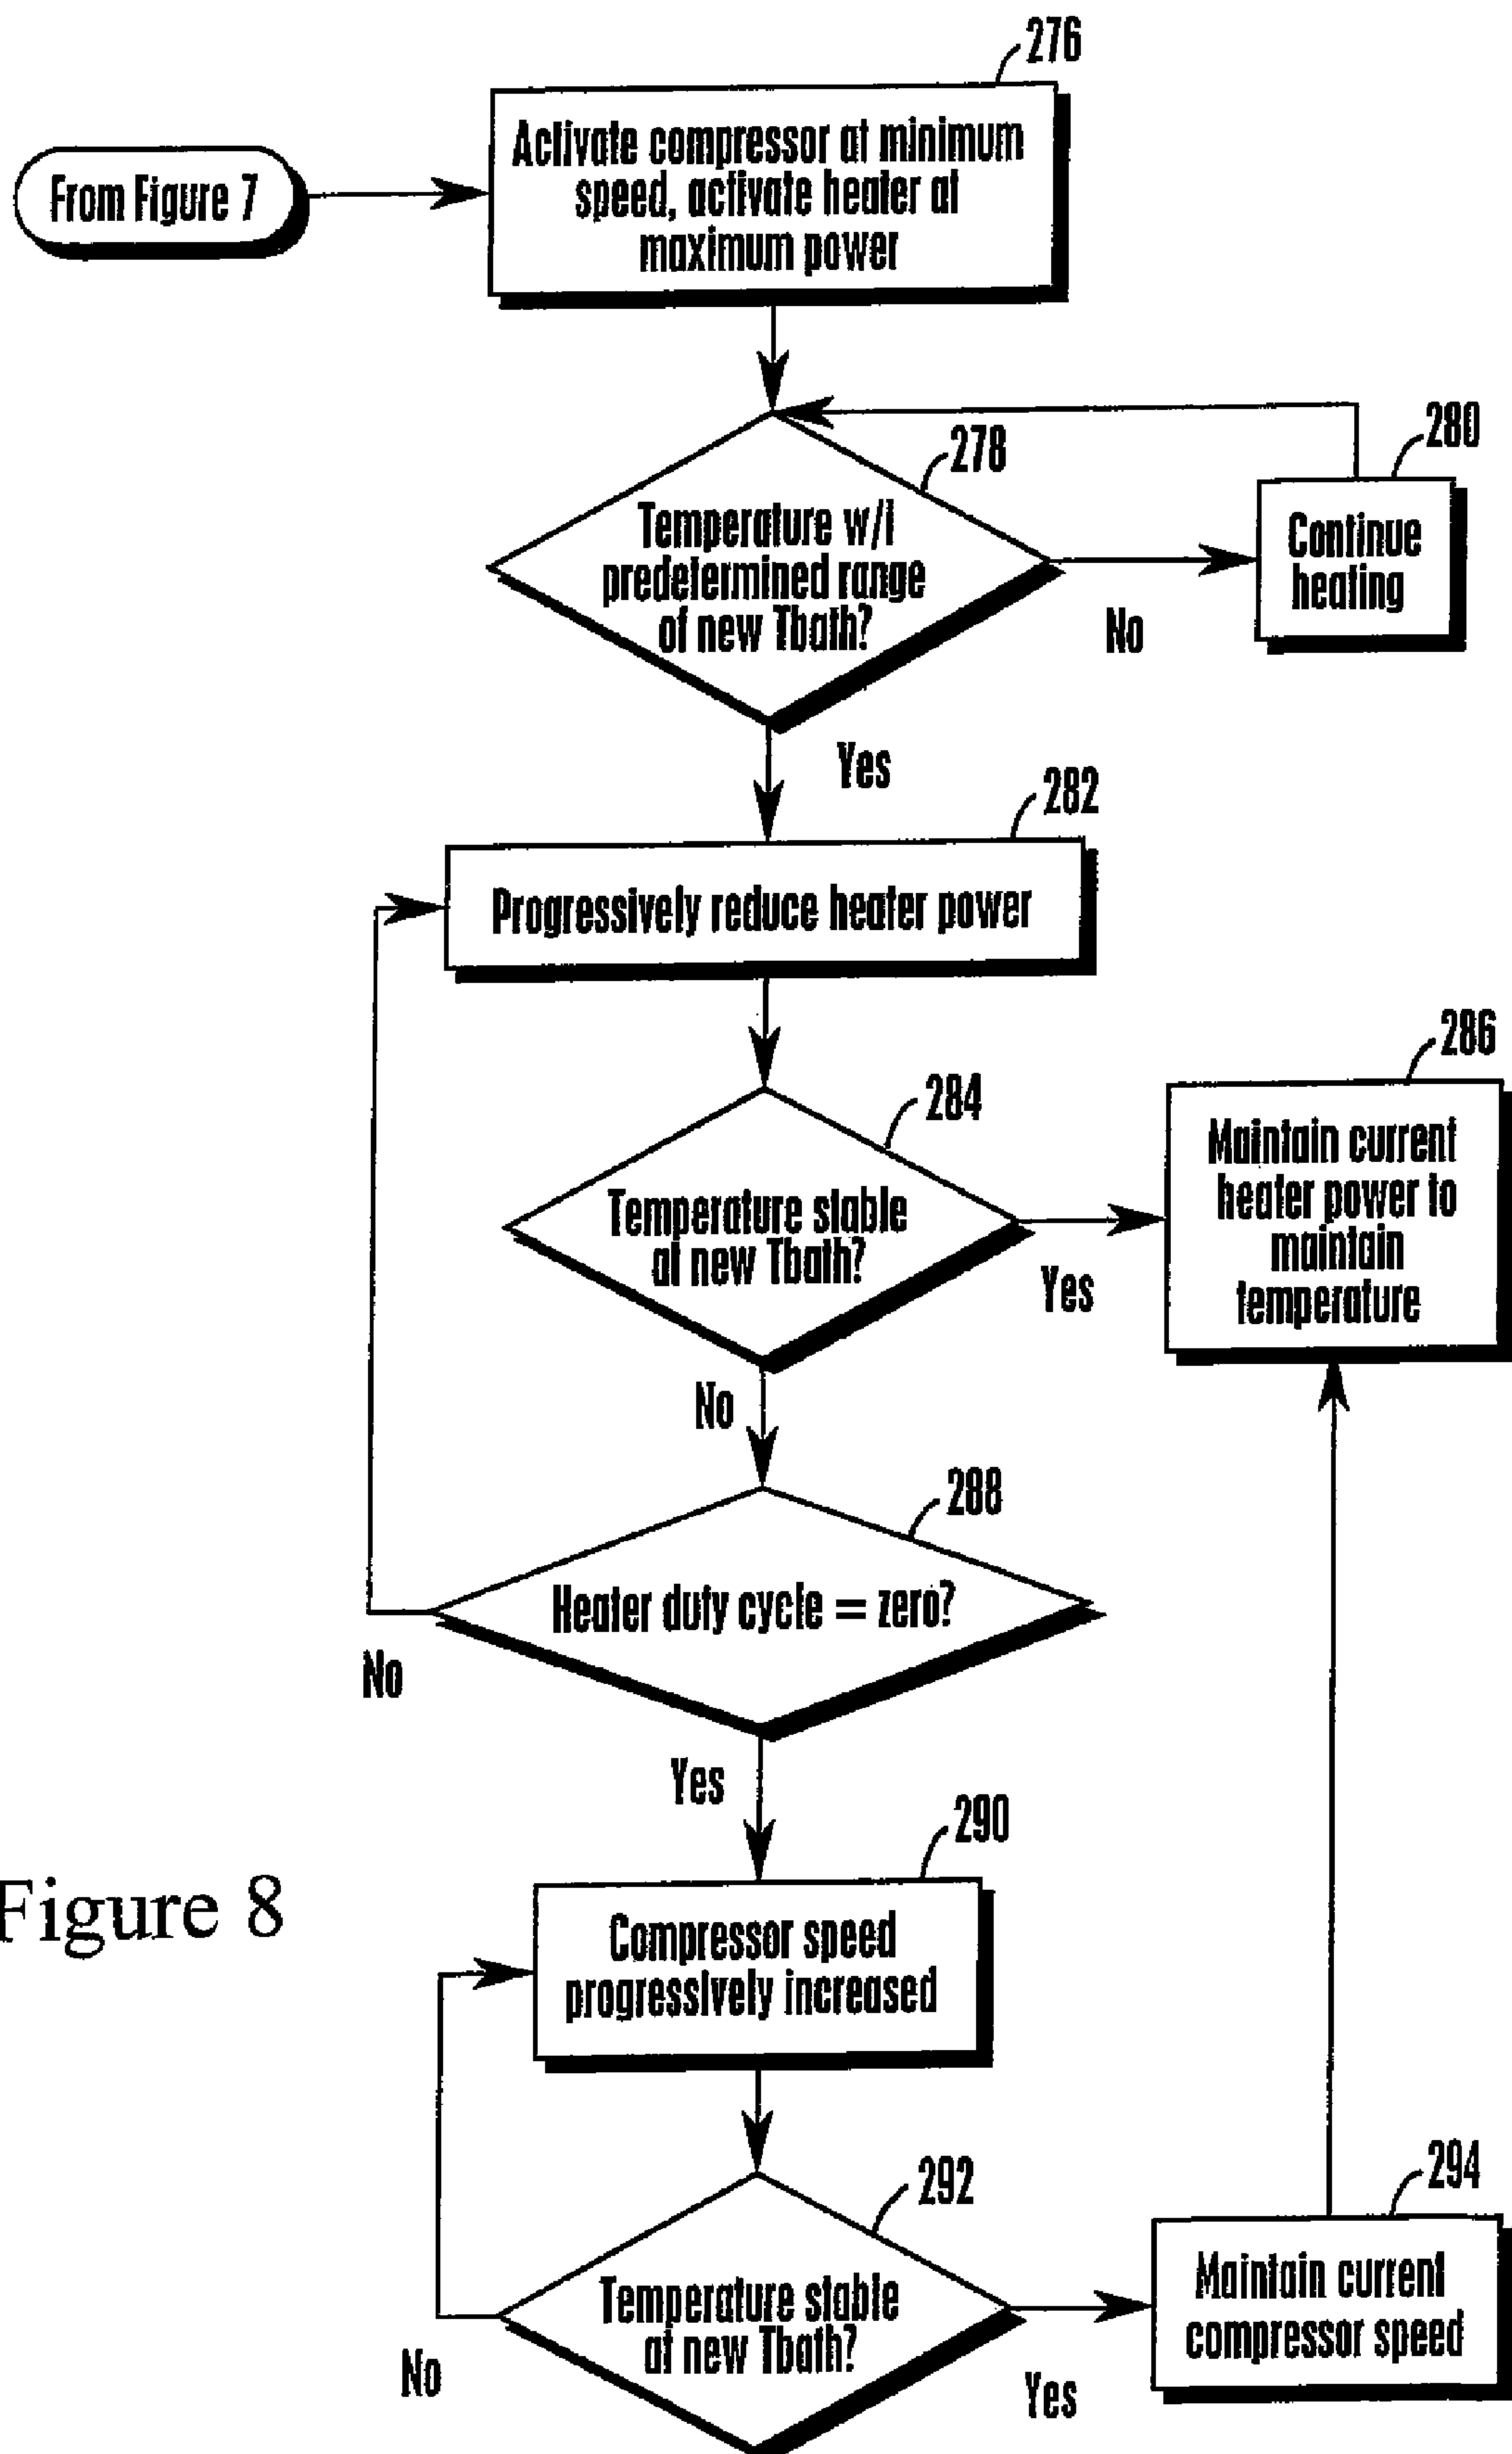 276
Activate compressor at minimum
speed, activate heater at
maximum power
From Figure 7
278
Temperature w/i
predetermined range
of new Tbath?
280
Continue
heating
No
Yes
282
Progressively reduce heater power
284
Temperature stable
at new Tbath?
Yes
286
Maintain current
heater power to
maintain
temperature
No
288
Heater duty cycle = zero?
No
Yes
290
Compressor speed
progressively increased
Figure 8
292
Temperature stable
at new Tbath?
No
Yes
294
Maintain current
compressor speed